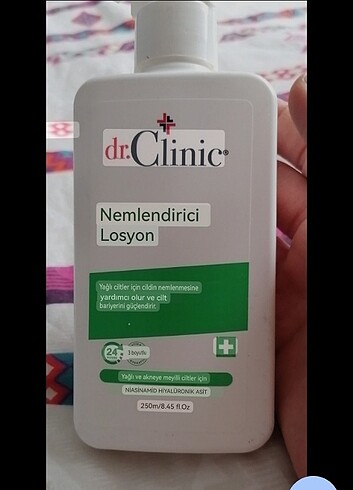 dr.Clinic®
Nemlendirici
Losyon
Yağlı ciltler için cildin nemlenmesine
yardımcı olur ve cilt
bariyerini güçlendirir.
24
Yağlı ve akneye meyilli ciltler için
NİASİNAMİD HİYALÜRONİK ASİT
250ml/8.45 fl.Oz